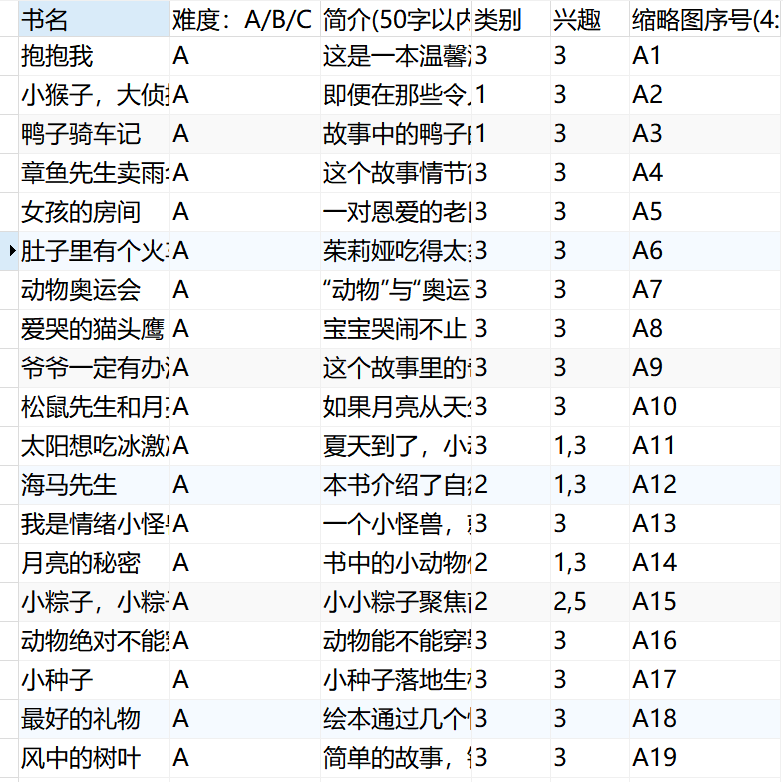 书名 难度：A/B/C 简介(50字以内 类别 兴趣 缩略图序号(4:
抱抱我 A 这是一本温馨 3 3 A1
小猴子，大侦 A 即便在那些令 1 3 A2
鸭子骑车记 A 故事中的鸭子 1 3 A3
章鱼先生卖雨 A 这个故事情节 3 3 A4
女孩的房间 A 一对恩爱的老 3 3 A5
肚子里有个火 A 茱莉娅吃得太 3 3 A6
动物奥运会 A “动物”与“奥运 3 3 A7
爱哭的猫头鹰 A 宝宝哭闹不止 3 3 A8
爷爷一定有办 A 这个故事里的 3 3 A9
松鼠先生和月 A 如果月亮从天 3 3 A10
太阳想吃冰激 A 夏天到了，小 3 1,3 A11
海马先生 A 本书介绍了自 2 1,3 A12
我是情绪小怪 A 一个小怪兽， 3 3 A13
月亮的秘密 A 书中的小动物 2 1,3 A14
小粽子，小粽 A 小小粽子聚焦 2 2,5 A15
动物绝对不能 A 动物能不能穿 3 3 A16
小种子 A 小种子落地生 3 3 A17
最好的礼物 A 绘本通过几个 3 3 A18
风中的树叶 A 简单的故事， 3 3 A19